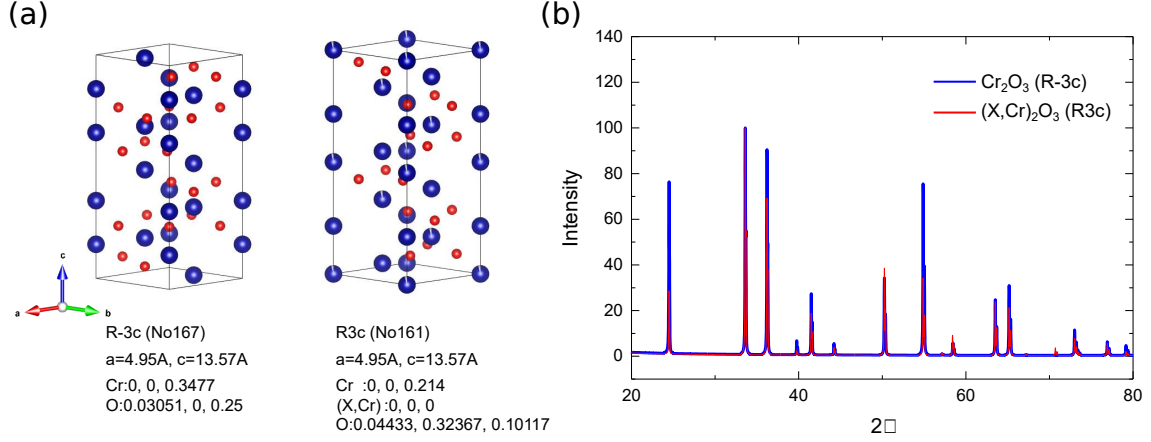 (a)
c
a
b
R-3c (No167)
a=4.95A, c=13.57A
Cr:0, 0, 0.3477
O:0.03051, 0, 0.25
R3c (No161)
a=4.95A, c=13.57A
Cr :0, 0, 0.214
(X,Cr) :0, 0, 0
O:0.04433, 0.32367, 0.10117
(b)
Intensity
140
120
100
80
60
40
20
0
Cr₂O₃ (R-3c)
(X,Cr)₂O₃ (R3c)
20
40
60
80
2□